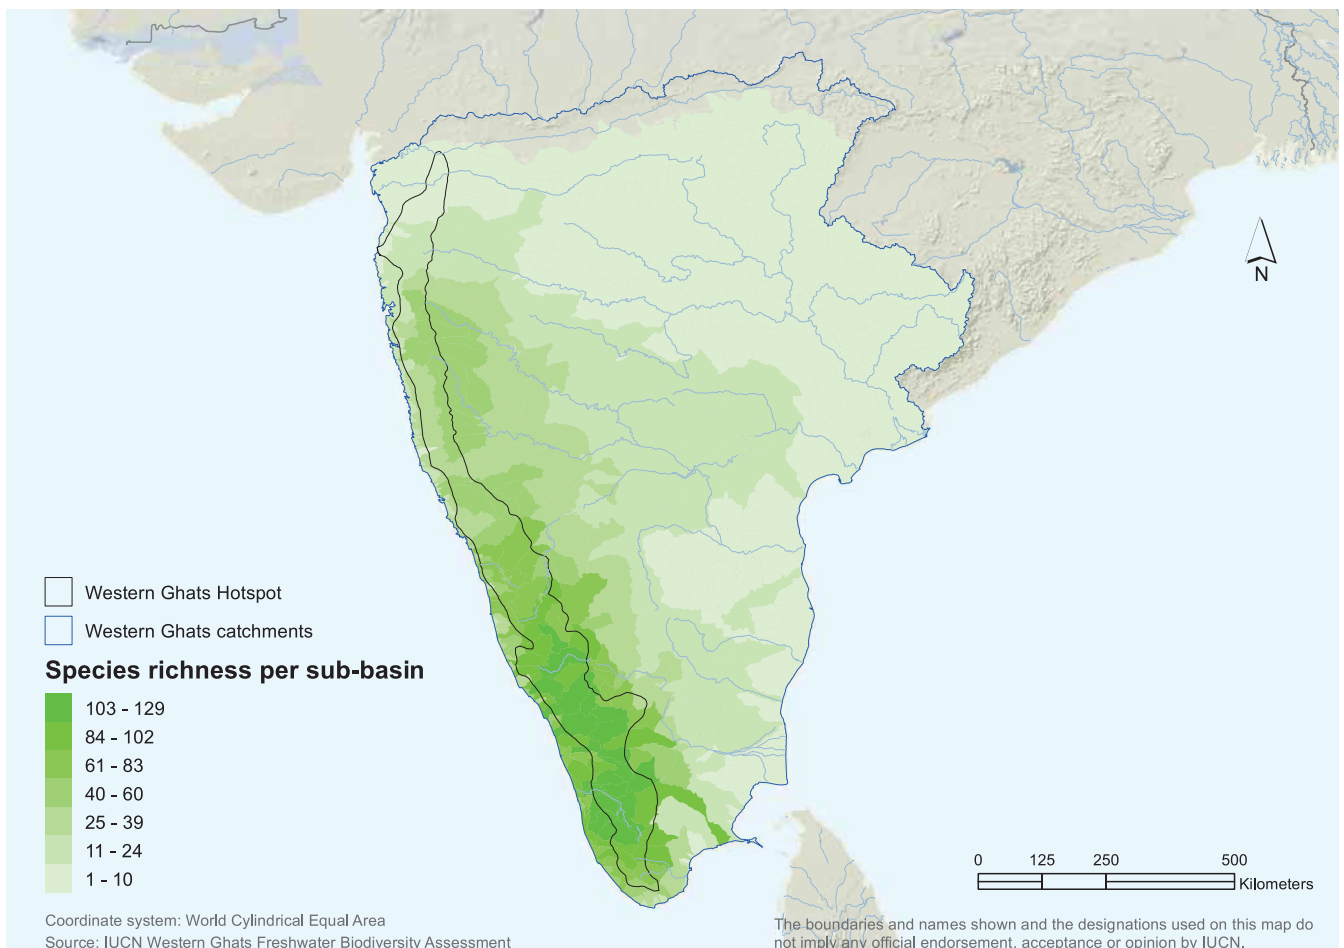 N
Western Ghats Hotspot
Western Ghats catchments
Species richness per sub-basin
103 - 129
84 - 102
61 - 83
40 - 60
25 - 39
11 - 24
1 - 10
0 125 250 500
Kilometers
Coordinate system: World Cylindrical Equal Area
Source: IUCN Western Ghats Freshwater Biodiversity Assessment
The boundaries and names shown and the designations used on this map do
not imply any official endorsement, acceptance or opinion by IUCN.